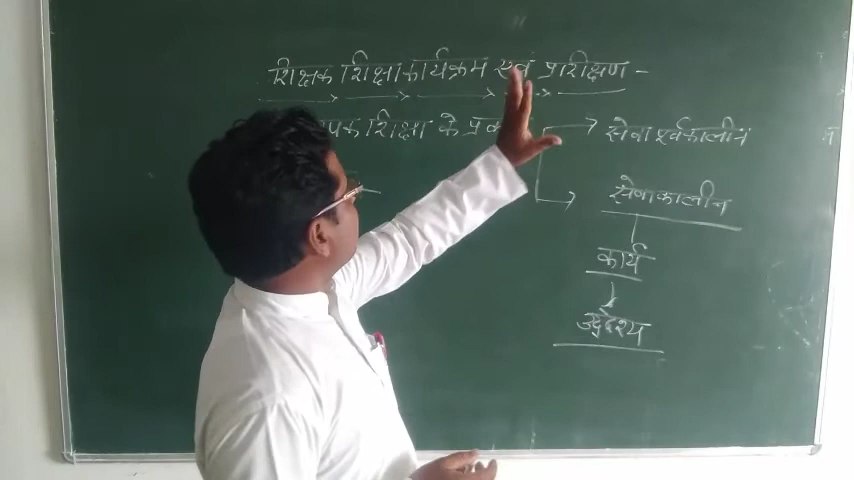 शिक्षक शिक्षा कार्यक्रम एवं प्रशिक्षण -
शिक्षा के
सेवा पूर्वकालीन
सेवाकालीन
कार्य
उद्देश्य